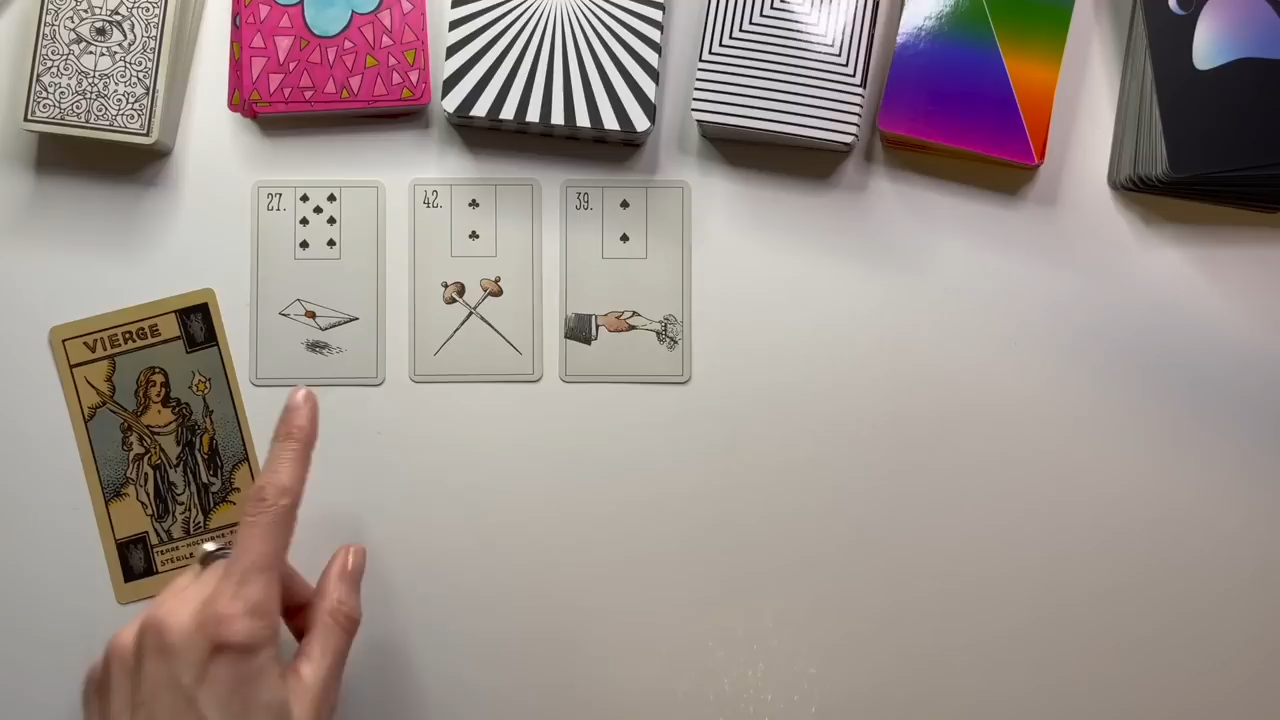 27.
42.
39.
VIERGE
TERRE-NOCTURNE-
STÉRILE